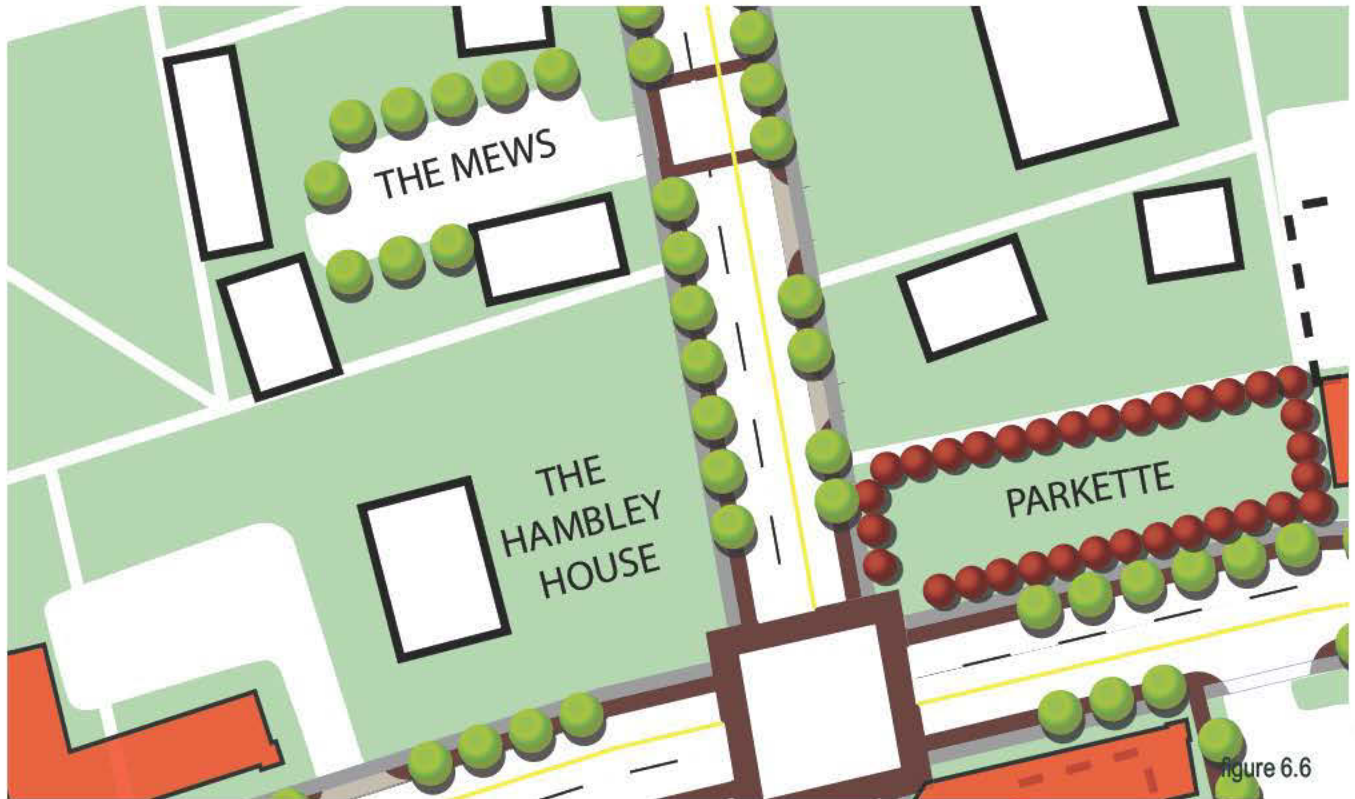 THE MEWS
THE
HAMBLEY
HOUSE
PARKETTE
figure 6.6